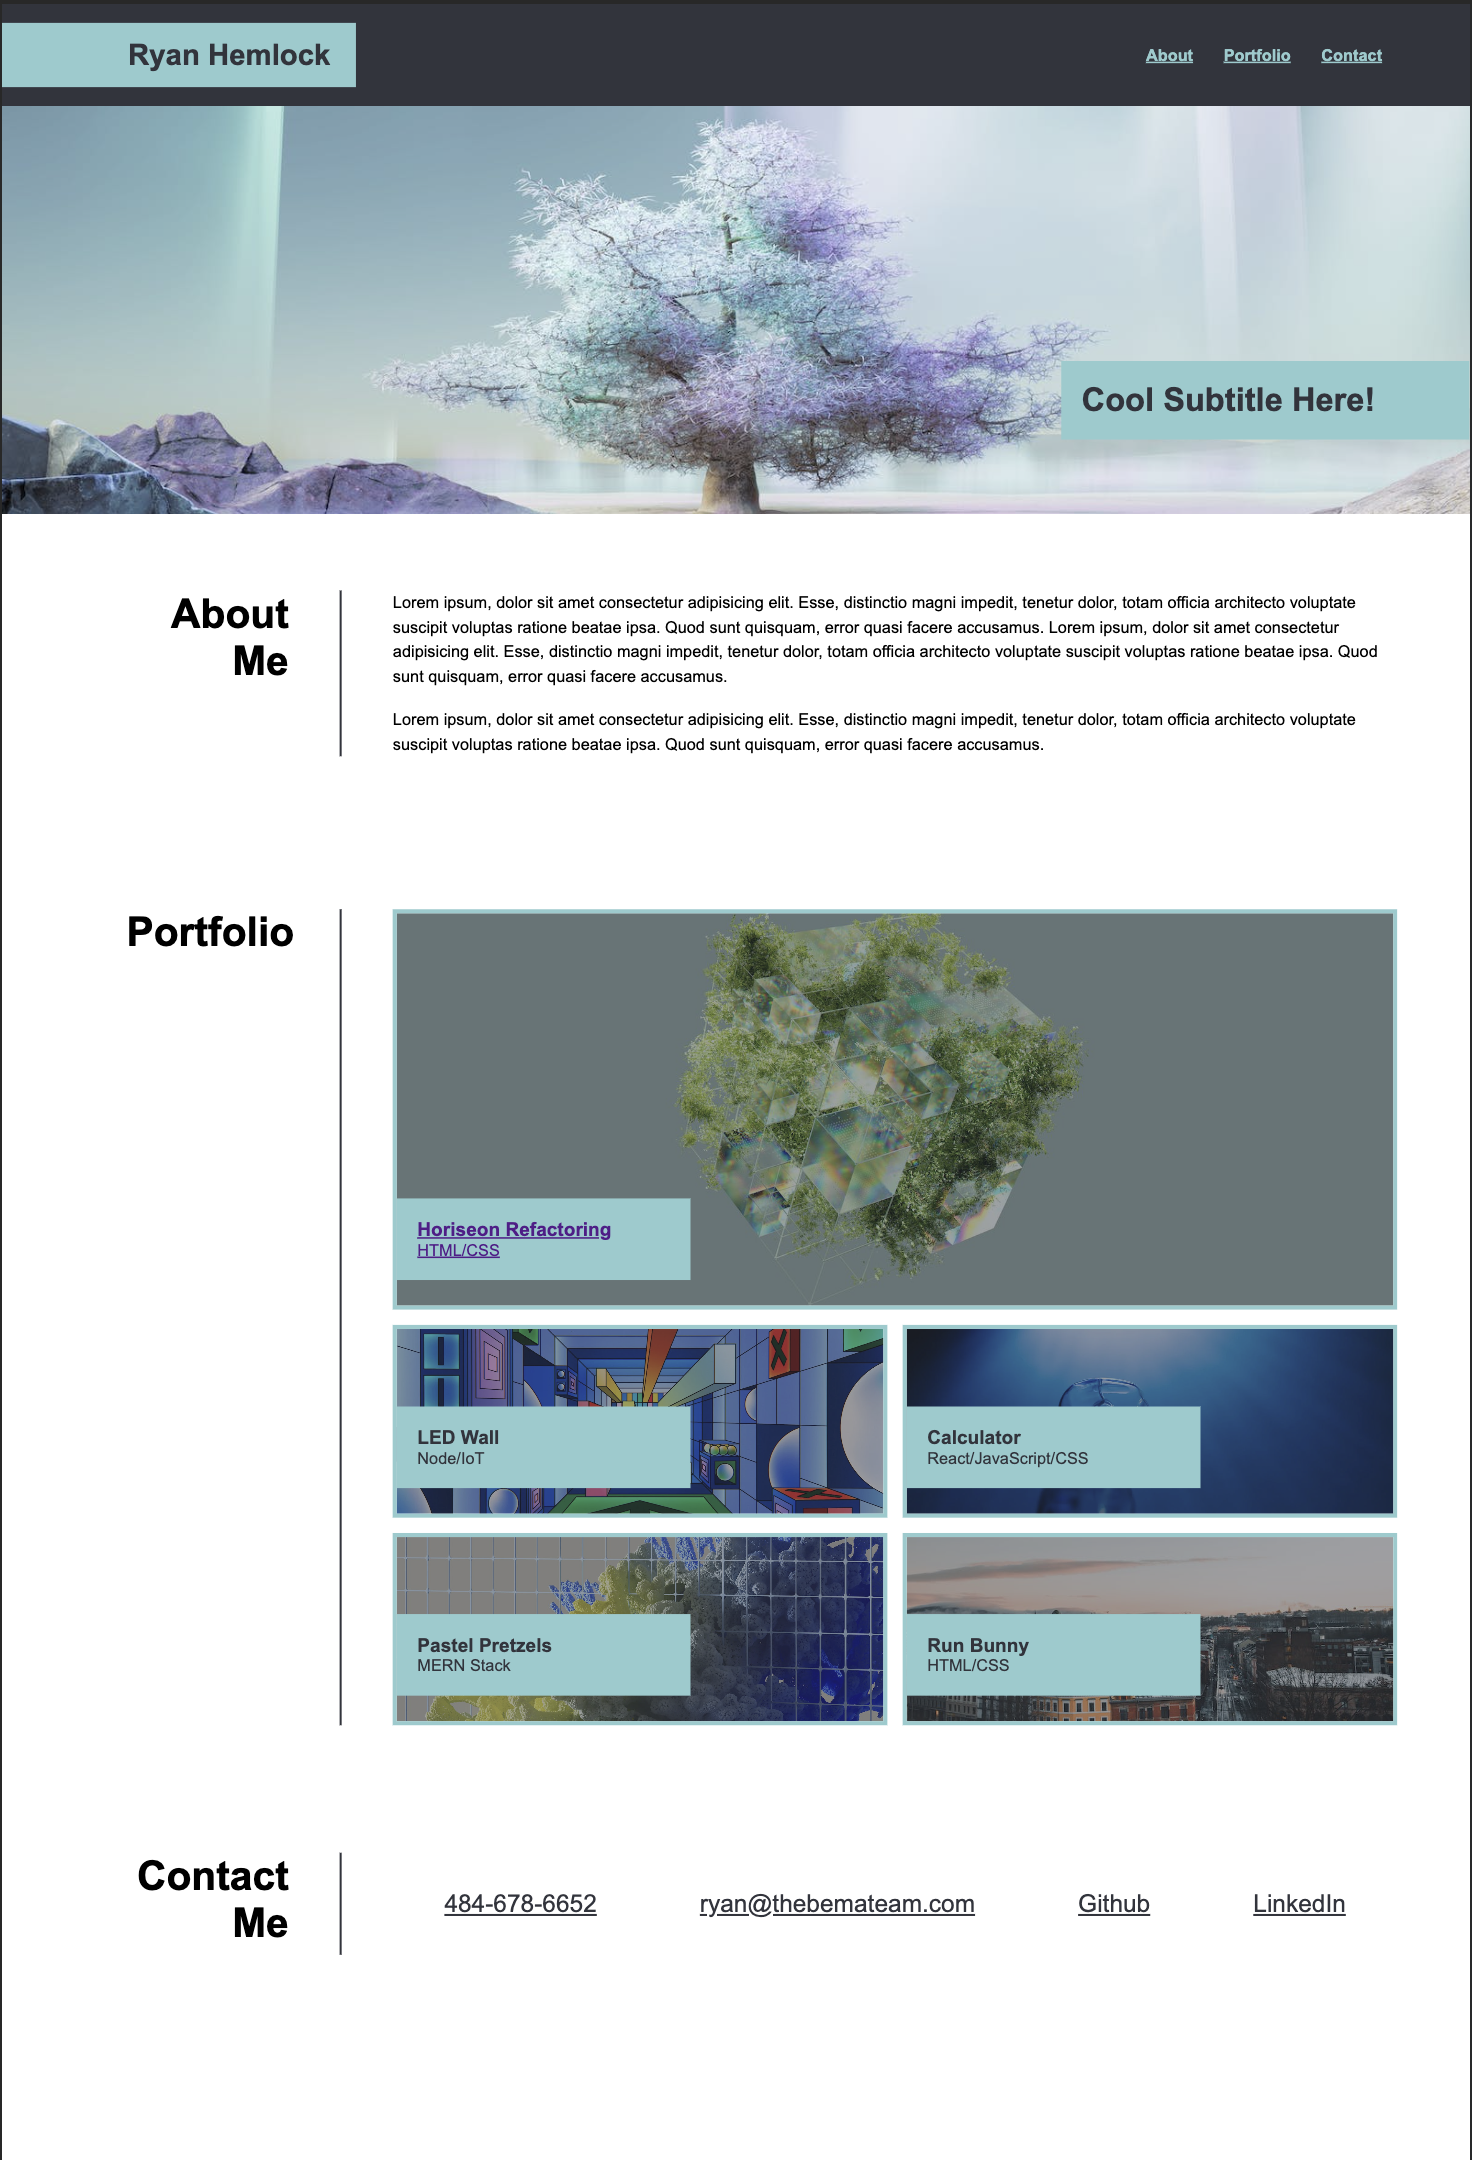 Ryan Hemlock
About Portfolio Contact
Cool Subtitle Here!
About
Me
Lorem ipsum, dolor sit amet consectetur adipisicing elit. Esse, distinctio magni impedit, tenetur dolor, totam officia architecto voluptate
suscipit voluptas ratione beatae ipsa. Quod sunt quisquam, error quasi facere accusamus. Lorem ipsum, dolor sit amet consectetur
adipisicing elit. Esse, distinctio magni impedit, tenetur dolor, totam officia architecto voluptate suscipit voluptas ratione beatae ipsa. Quod
sunt quisquam, error quasi facere accusamus.
Lorem ipsum, dolor sit amet consectetur adipisicing elit. Esse, distinctio magni impedit, tenetur dolor, totam officia architecto voluptate
suscipit voluptas ratione beatae ipsa. Quod sunt quisquam, error quasi facere accusamus.
Portfolio
Horiseon Refactoring
HTML/CSS
LED Wall
Node/IoT
Calculator
React/JavaScript/CSS
Pastel Pretzels
MERN Stack
Run Bunny
HTML/CSS
Contact
Me
484-678-6652 ryan@thebemateam.com Github LinkedIn